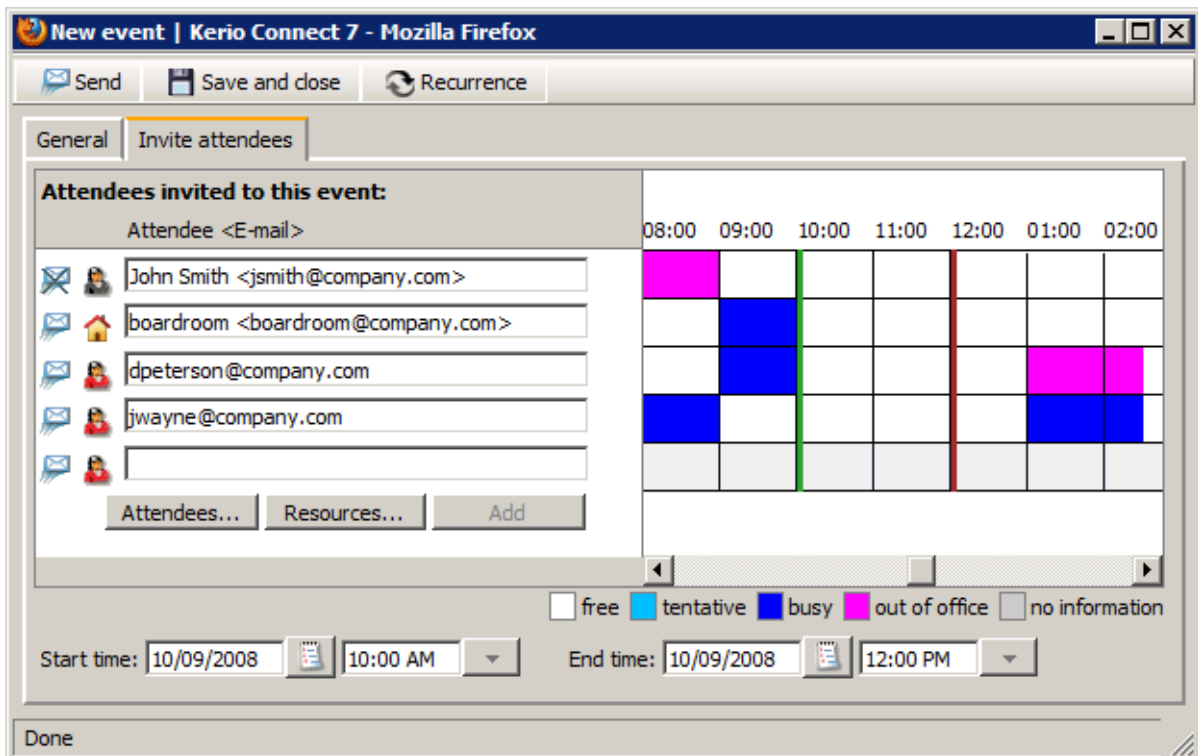 New event | Kerio Connect 7 - Mozilla Firefox
Send Save and close Recurrence
General Invite attendees
Attendees invited to this event:
Attendee <E-mail> 08:00 09:00 10:00 11:00 12:00 01:00 02:00
John Smith <jsmith@company.com>
boardroom <boardroom@company.com>
dpeterson@company.com
jwayne@company.com
Attendees... Resources... Add
free tentative busy out of office no information
Start time: 10/09/2008 10:00 AM End time: 10/09/2008 12:00 PM
Done